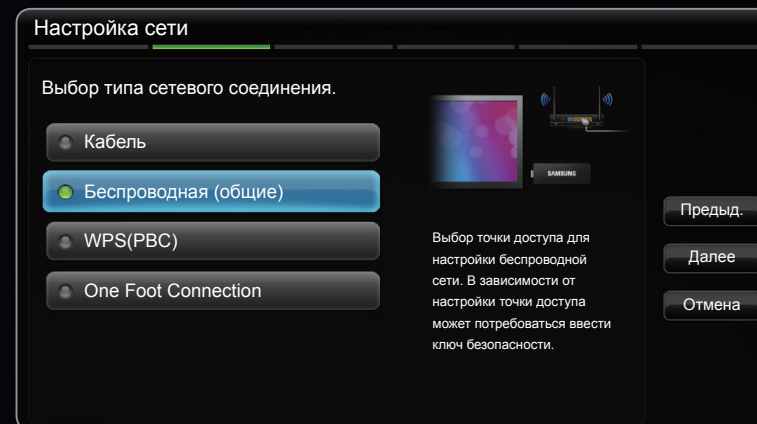 Настройка сети
Выбор типа сетевого соединения.
Кабель
Беспроводная (общие)
WPS(PBC)
One Foot Connection
SAMSUNG
Выбор точки доступа для
настройки беспроводной
сети. В зависимости от
настройки точки доступа
может потребоваться ввести
ключ безопасности.
Предыд.
Далее
Отмена